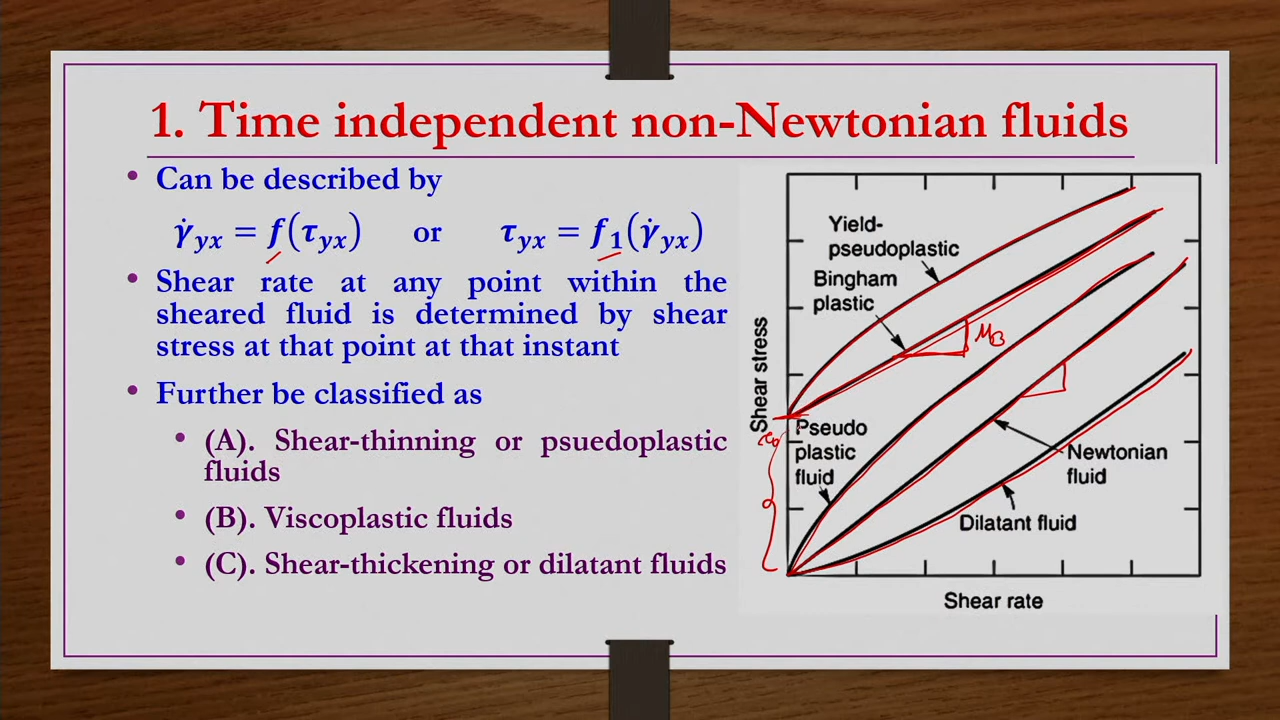 1. Time independent non-Newtonian fluids
• Can be described by
γ̇yx = f(τyx) or τyx = f1(γ̇yx)
• Shear rate at any point within the
sheared fluid is determined by shear
stress at that point at that instant
• Further be classified as
• (A). Shear-thinning or psuedoplastic
fluids
• (B). Viscoplastic fluids
• (C). Shear-thickening or dilatant fluids
Yield-
pseudoplastic
Bingham
plastic
μB
Shear stress
τ0
Pseudo
plastic
fluid
Newtonian
fluid
Dilatant fluid
Shear rate